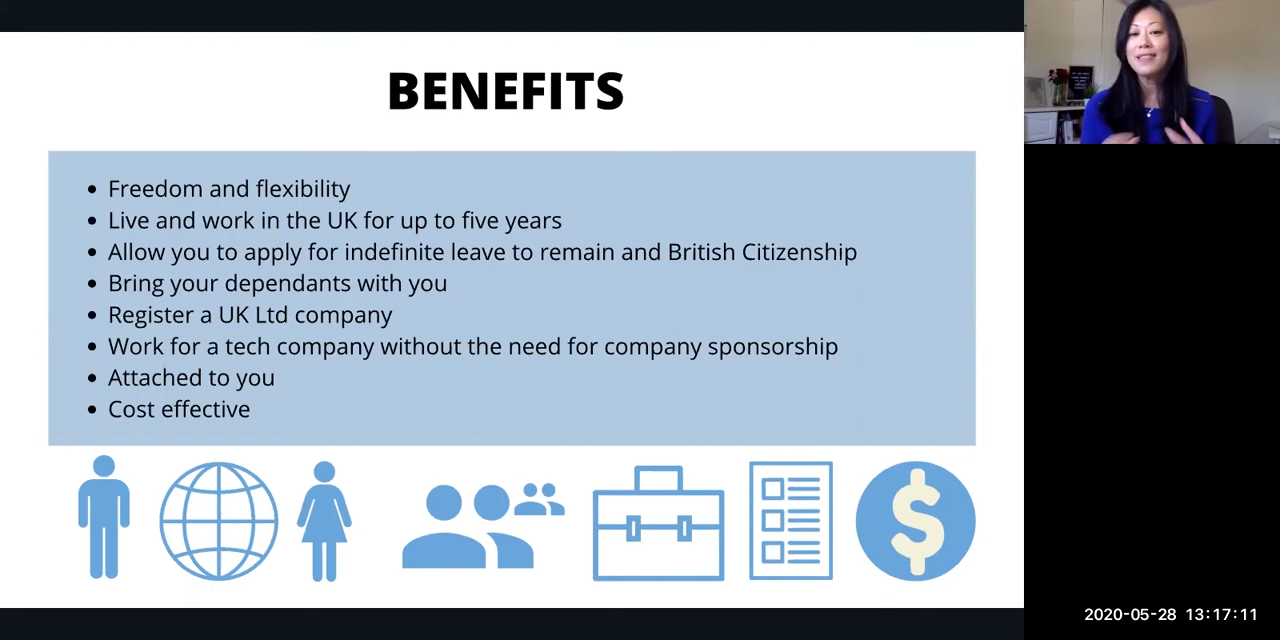 BENEFITS
Freedom and flexibility
Live and work in the UK for up to five years
Allow you to apply for indefinite leave to remain and British Citizenship
Bring your dependants with you
Register a UK Ltd company
Work for a tech company without the need for company sponsorship
Attached to you
Cost effective
$
2020-05-28 13:17:11